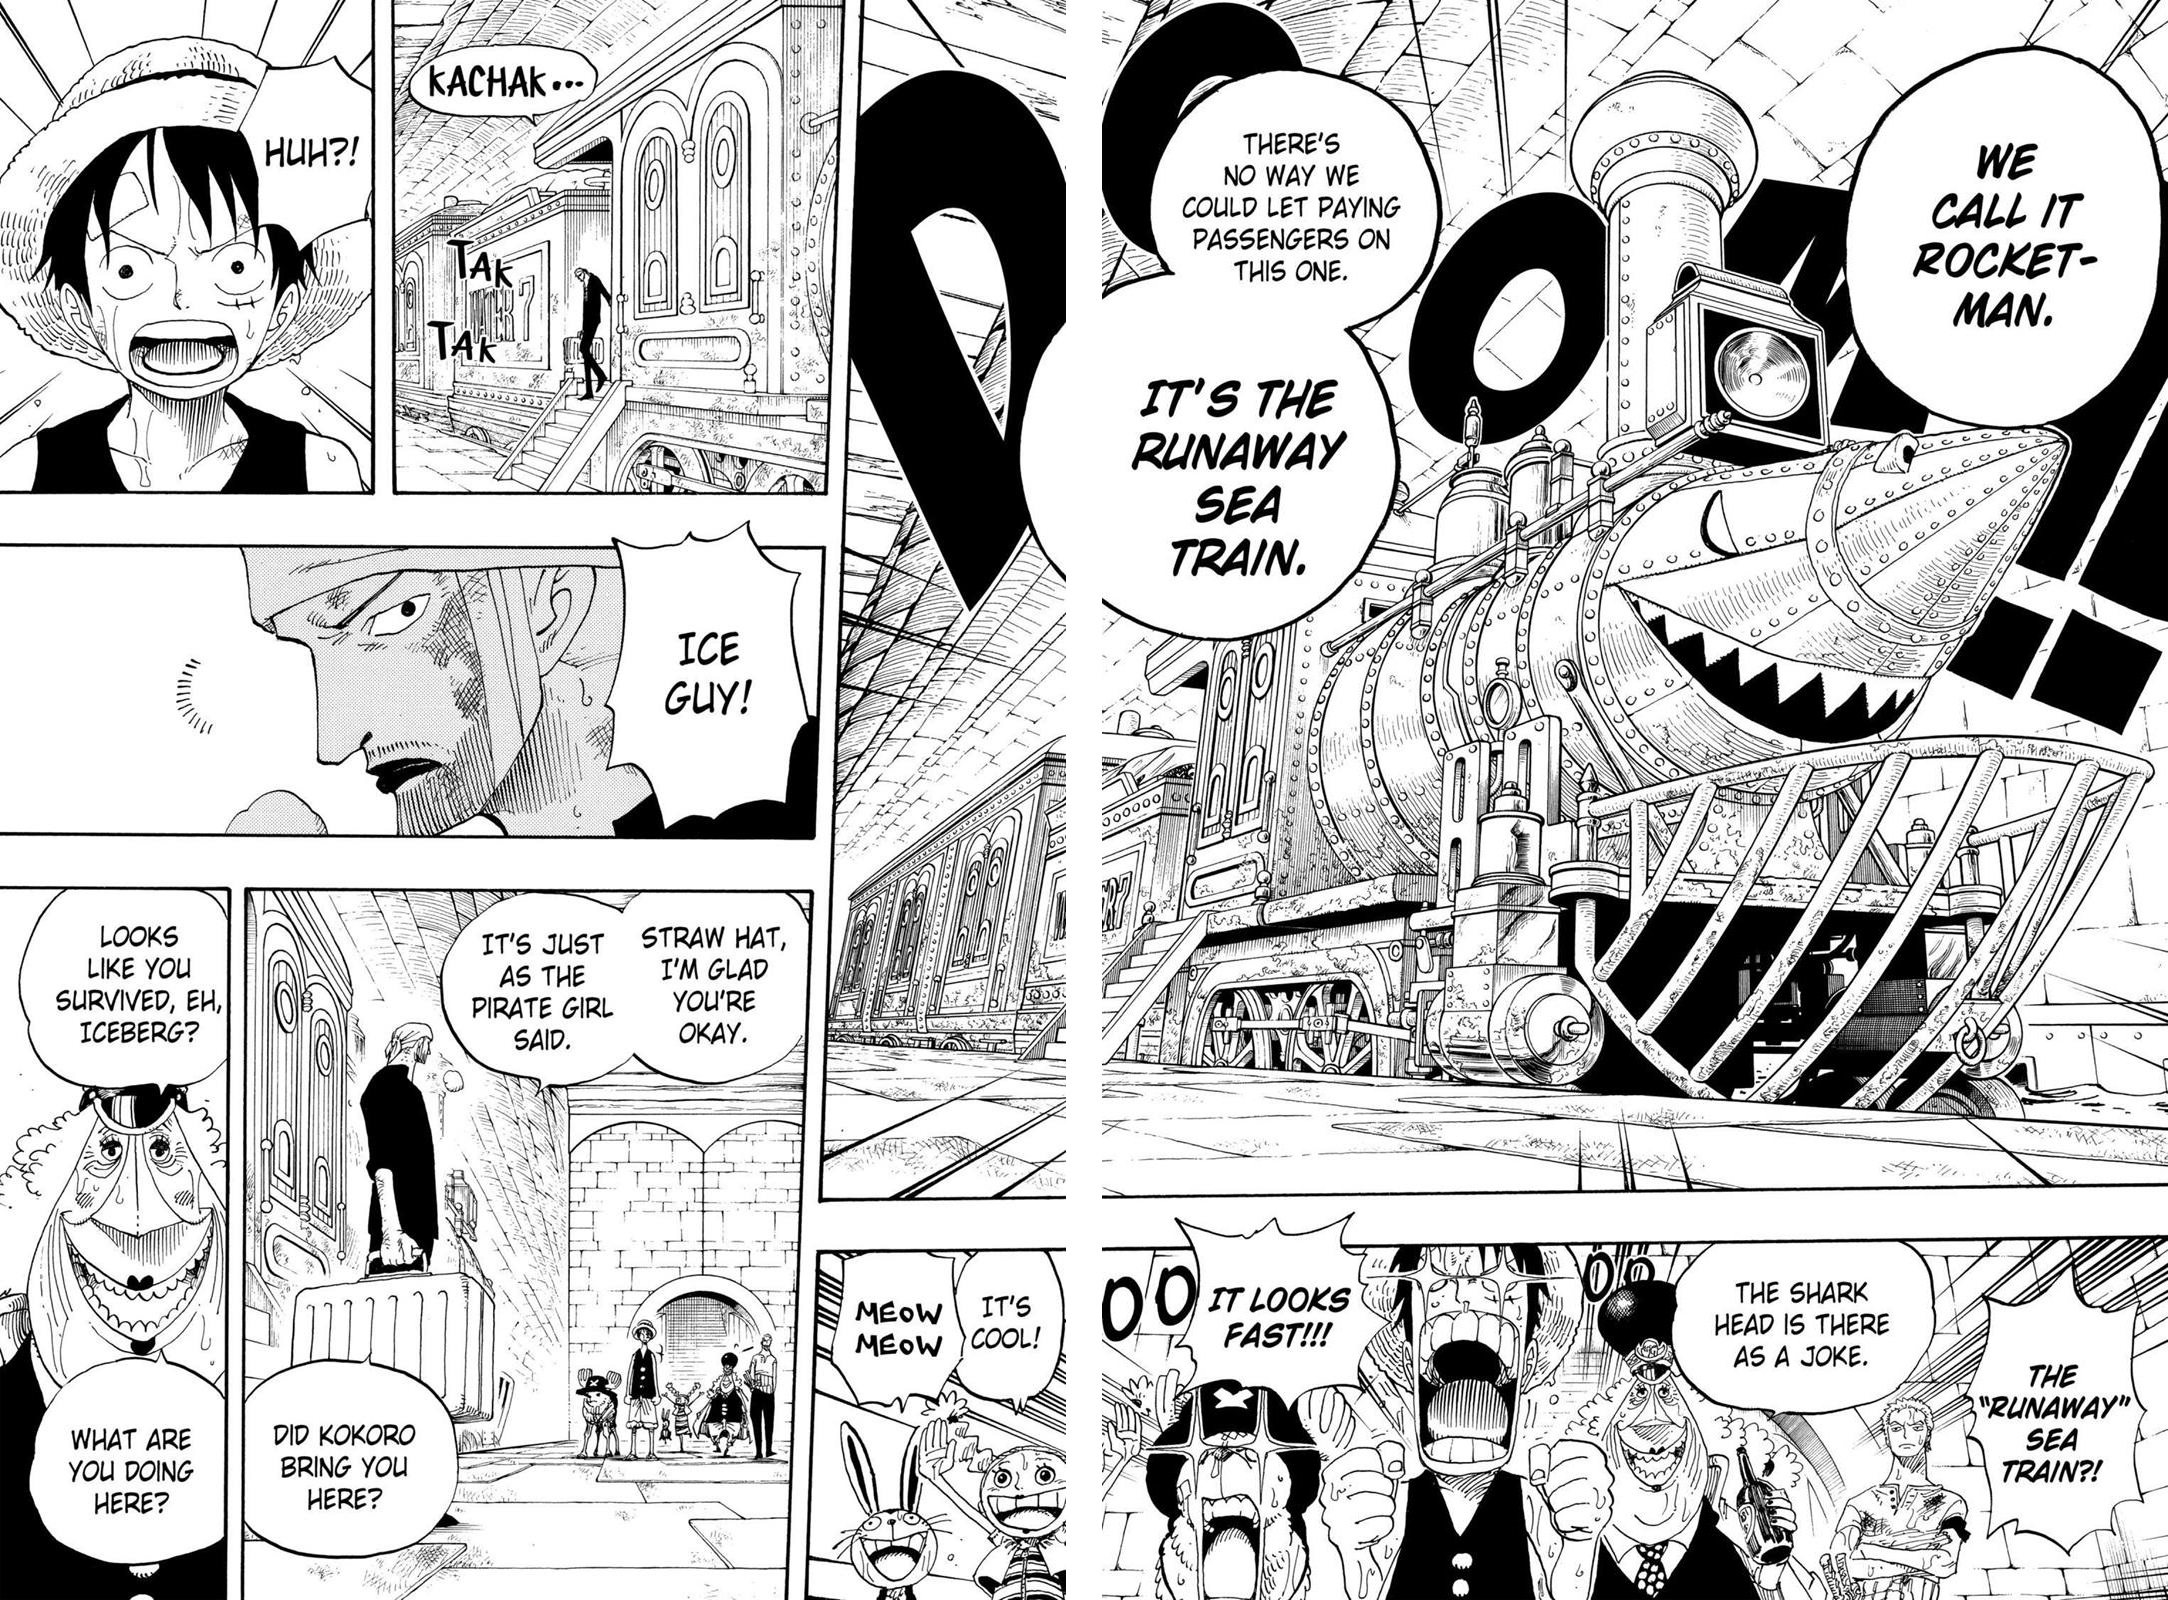 WE
CALL IT
ROCKET-
MAN.
THERE'S
NO WAY WE
COULD LET PAYING
PASSENGERS ON
THIS ONE.
IT'S THE
RUNAWAY
SEA
TRAIN.
THE
"RUNAWAY"
SEA
TRAIN?!
THE SHARK
HEAD IS THERE
AS A JOKE.
IT LOOKS
FAST!!!
IT'S
COOL!
MEOW
MEOW
KACHAK...
TAK
TAK
HUH?!
ICE
GUY!
STRAW HAT,
I'M GLAD
YOU'RE
OKAY.
IT'S JUST
AS THE
PIRATE GIRL
SAID.
DID KOKORO
BRING YOU
HERE?
LOOKS
LIKE YOU
SURVIVED, EH,
ICEBERG?
WHAT ARE
YOU DOING
HERE?